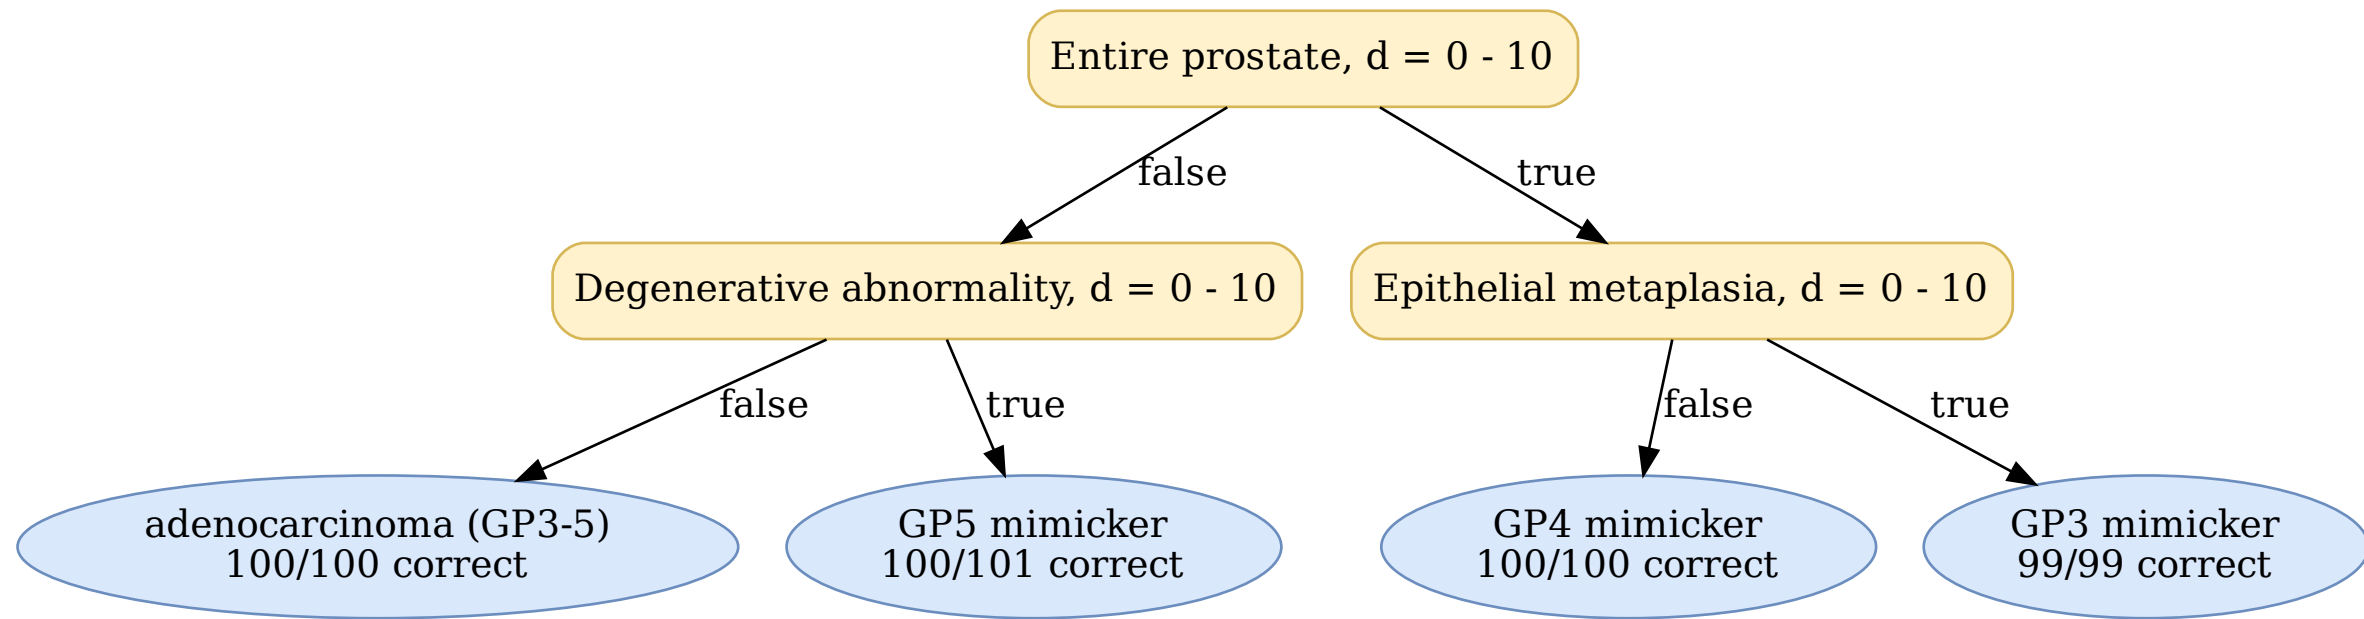 Entire prostate, d = 0 - 10
false
true
Degenerative abnormality, d = 0 - 10
Epithelial metaplasia, d = 0 - 10
false
true
false
true
adenocarcinoma (GP3-5)
100/100 correct
GP5 mimicker
100/101 correct
GP4 mimicker
100/100 correct
GP3 mimicker
99/99 correct